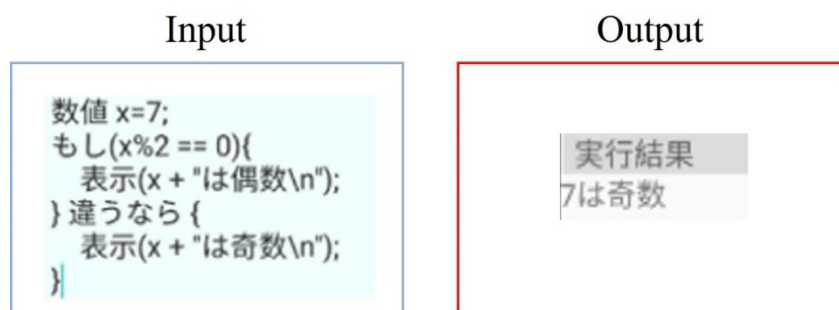 Input
数値 x=7;
もし(x%2 == 0){
表示(x + "は偶数\n");
} 違うなら {
表示(x + "は奇数\n");
}
Output
実行結果
7は奇数